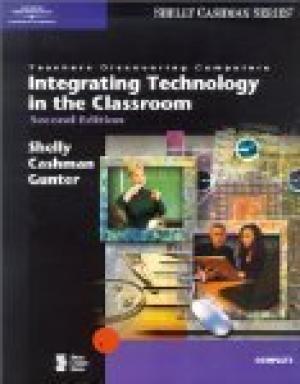 SHELLY CASHMAN SERIES
Teachers Discovering Computers
Integrating Technology
in the Classroom
Second Edition
Shelly
Cashman
Gunter
COMPLETE